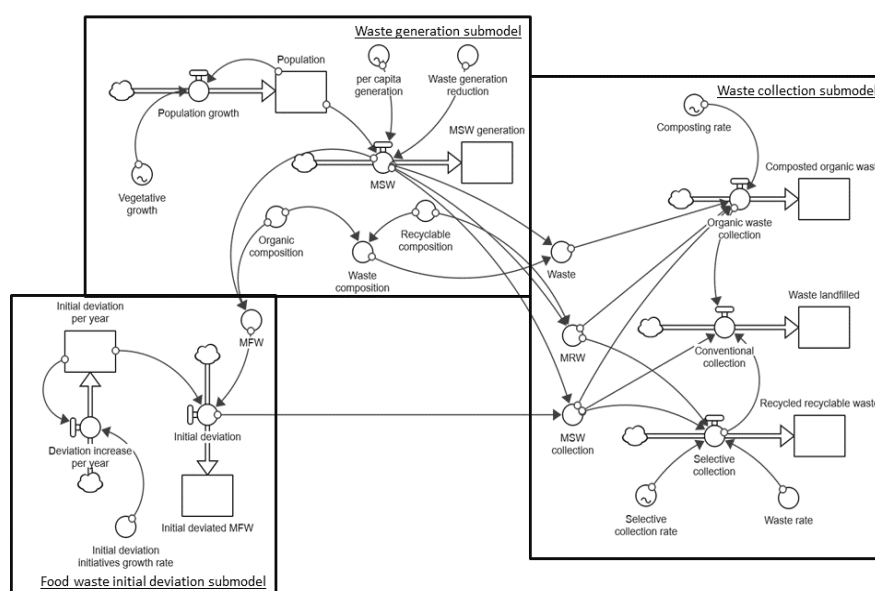 Waste generation submodel
Population
per capita
generation
Waste generation
reduction
Population growth
MSW generation
MSW
Vegetative
growth
Organic
composition
Recyclable
composition
Waste
composition
Waste collection submodel
Composting rate
Composted organic waste
Organic waste
collection
Waste
Waste landfilled
Conventional
collection
MRW
MSW
collection
Recycled recyclable waste
Selective
collection
Selective
collection rate
Waste rate
Initial deviation
per year
MFW
Initial deviation
Deviation increase
per year
Initial deviated MFW
Initial deviation
initiatives growth rate
Food waste initial deviation submodel